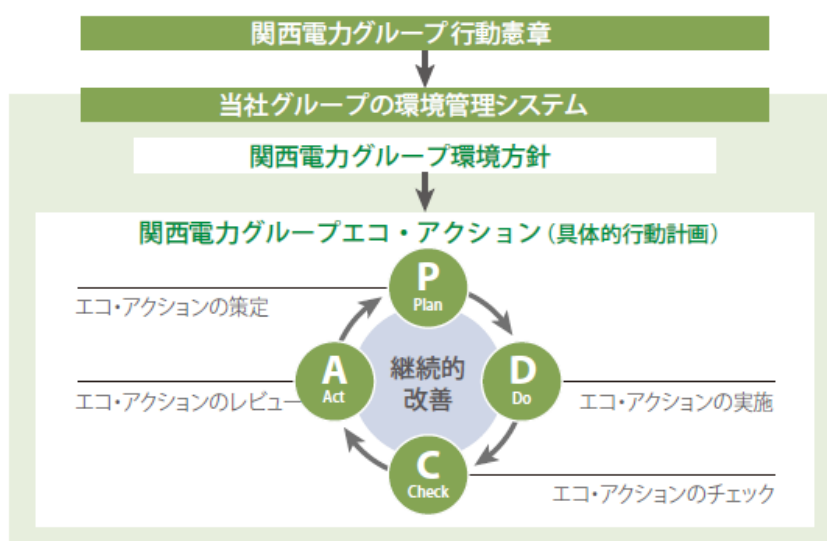 関西電力グループ行動憲章
当社グループの環境管理システム
関西電力グループ環境方針
関西電力グループエコ・アクション(具体的行動計画)
P
Plan
エコ・アクションの策定
A
Act
継続的
改善
D
Do
エコ・アクションのレビュー
エコ・アクションの実施
C
Check
エコ・アクションのチェック